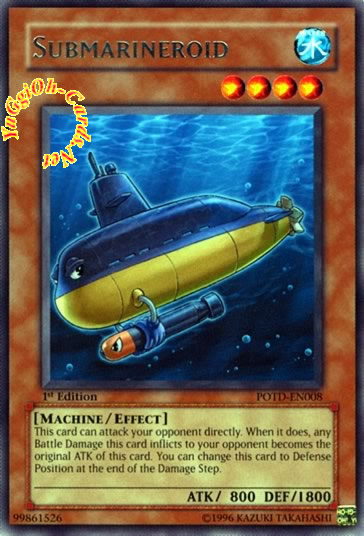 SUBMARINEROID
水
YuGgiOh-Cards.Net
1st Edition
POTD-EN008
[MACHINE/EFFECT]
This card can attack your opponent directly. When it does, any
Battle Damage this card inflicts to your opponent becomes the
original ATK of this card. You can change this card to Defense
Position at the end of the Damage Step.
ATK/ 800 DEF/1800
99861526
©1996 KAZUKI TAKAHASHI